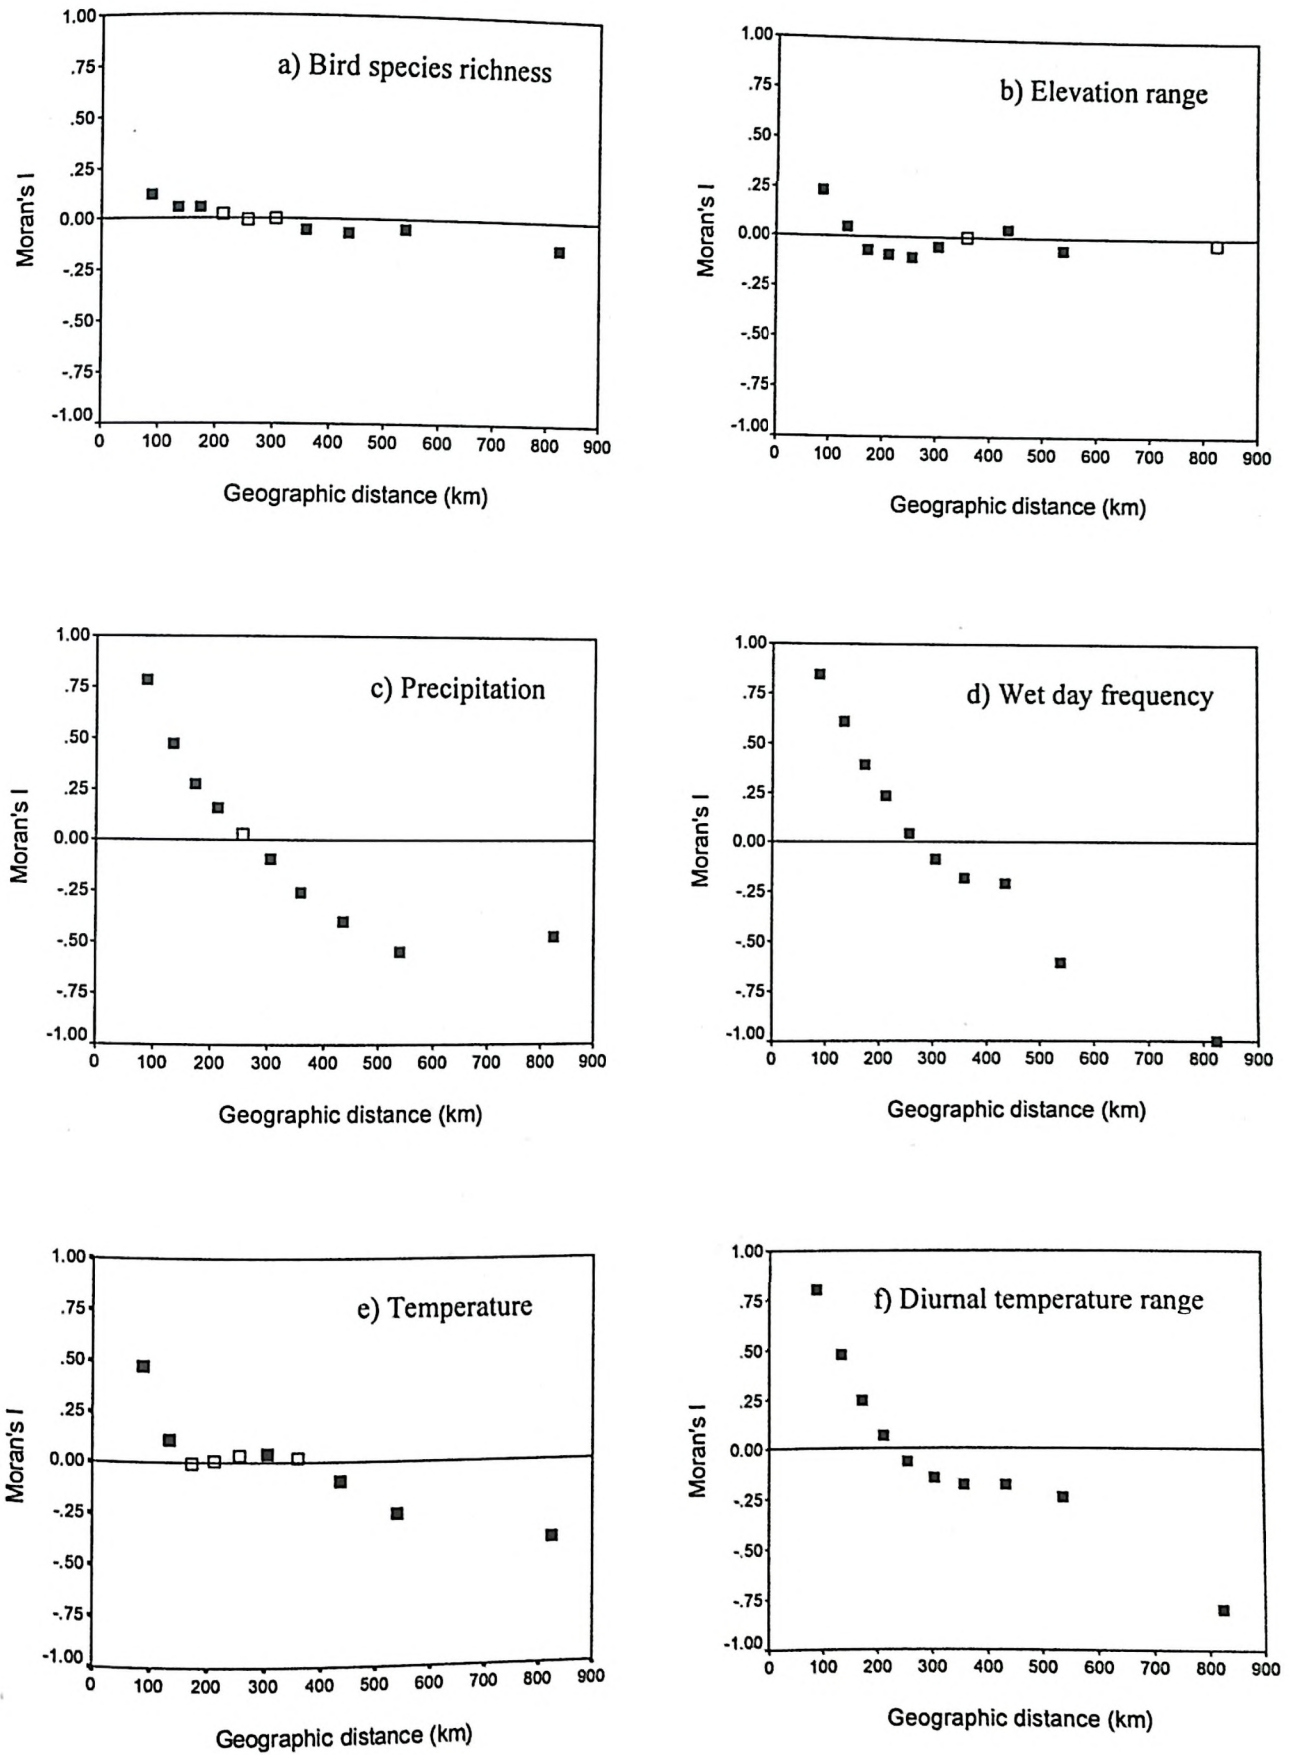 a) Bird species richness
1.00
.75
.50
.25
0.00
-.25
-.50
-.75
-1.00
Moran's I
0 100 200 300 400 500 600 700 800 900
Geographic distance (km)
b) Elevation range
1.00
.75
.50
.25
0.00
-.25
-.50
-.75
-1.00
Moran's I
0 100 200 300 400 500 600 700 800 900
Geographic distance (km)
c) Precipitation
1.00
.75
.50
.25
0.00
-.25
-.50
-.75
-1.00
Moran's I
0 100 200 300 400 500 600 700 800 900
Geographic distance (km)
d) Wet day frequency
1.00
.75
.50
.25
0.00
-.25
-.50
-.75
-1.00
Moran's I
0 100 200 300 400 500 600 700 800 900
Geographic distance (km)
e) Temperature
1.00
.75
.50
.25
0.00
-.25
-.50
-.75
-1.00
Moran's I
0 100 200 300 400 500 600 700 800 900
Geographic distance (km)
f) Diurnal temperature range
1.00
.75
.50
.25
0.00
-.25
-.50
-.75
-1.00
Moran's I
0 100 200 300 400 500 600 700 800 900
Geographic distance (km)